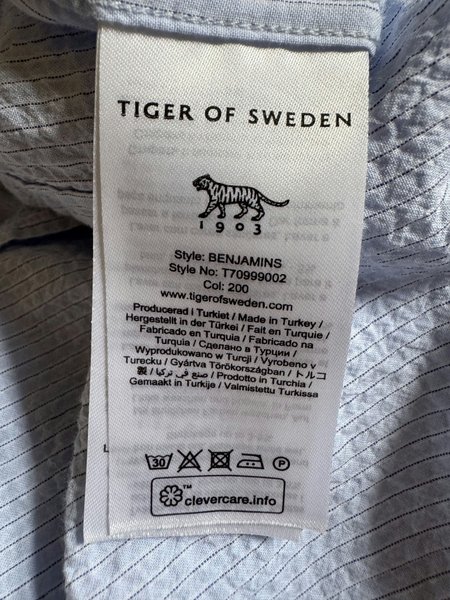 TIGER OF SWEDEN
1903
Style: BENJAMINS
Style No: T70999002
Col: 200
www.tigerofsweden.com
Producerad i Turkiet / Made in Turkey /
Hergestellt in der Türkei / Fait en Turquie /
Fabricado en Turquia / Fabricado na
Turquia / Сделано в Турции /
Wyprodukowano w Turcji / Vyrobeno v
Turecku / Gyártva Törökországban / トルコ
製 / صنع في تركيا / Prodotto in Turchia /
Gemaakt in Turkije / Valmistettu Turkissa
30
P
™
clevercare.info